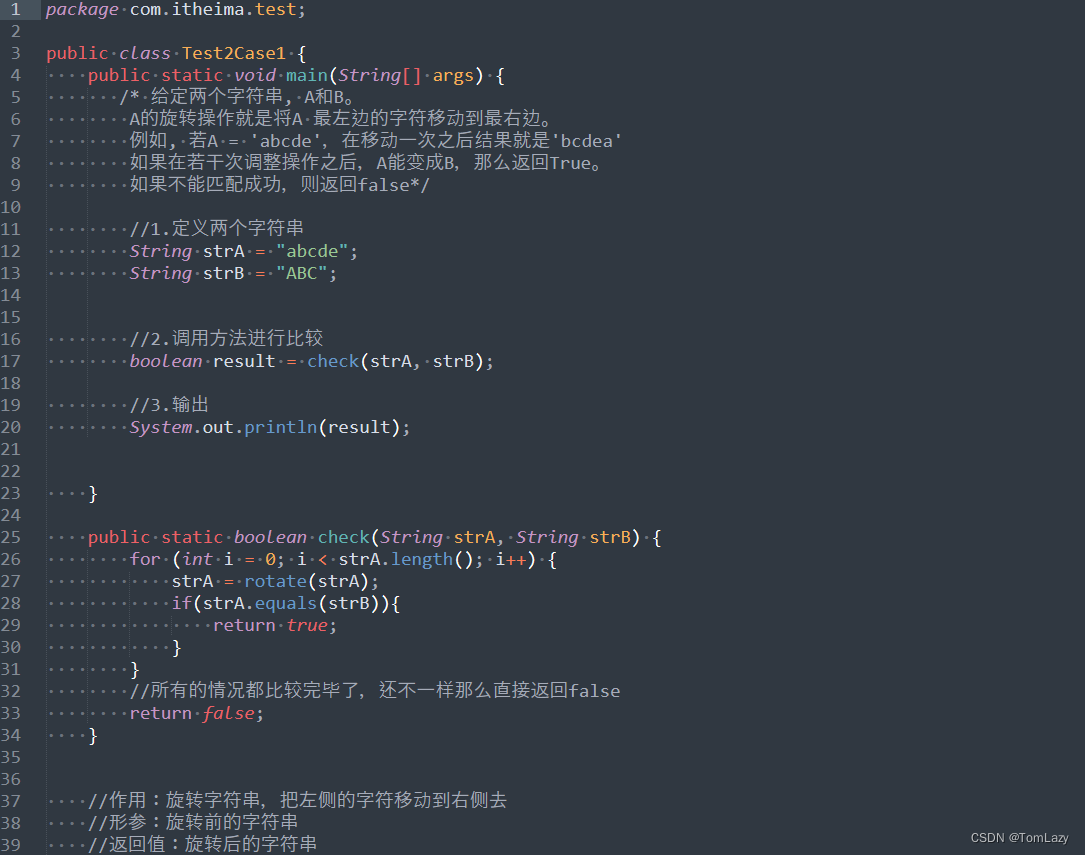 1 package com.itheima.test;
2
3 public class Test2Case1 {
4     public static void main(String[] args) {
5        /* 给定两个字符串, A和B。
6         A的旋转操作就是将A 最左边的字符移动到最右边。
7         例如, 若A = 'abcde', 在移动一次之后结果就是'bcdea'
8         如果在若干次调整操作之后, A能变成B, 那么返回True。
9         如果不能匹配成功, 则返回false*/
10
11         //1.定义两个字符串
12         String strA = "abcde";
13         String strB = "ABC";
14
15
16         //2.调用方法进行比较
17         boolean result = check(strA, strB);
18
19         //3.输出
20         System.out.println(result);
21
22
23     }
24
25     public static boolean check(String strA, String strB) {
26         for (int i = 0; i < strA.length(); i++) {
27             strA = rotate(strA);
28             if(strA.equals(strB)){
29                 return true;
30             }
31         }
32         //所有的情况都比较完毕了, 还不一样那么直接返回false
33         return false;
34     }
35
36
37     //作用：旋转字符串, 把左侧的字符移动到右侧去
38     //形参：旋转前的字符串
39     //返回值：旋转后的字符串
CSDN @TomLazy